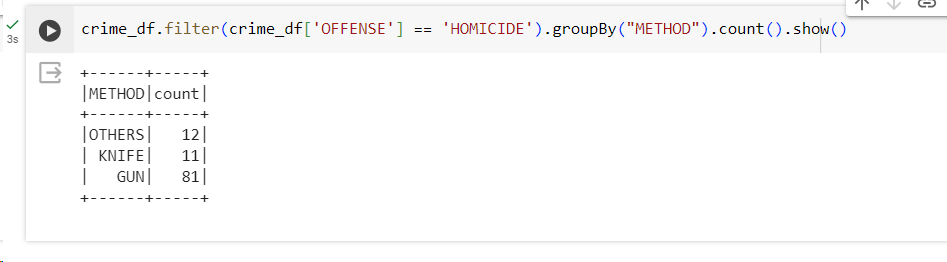 crime_df.filter(crime_df['OFFENSE'] == 'HOMICIDE').groupBy("METHOD").count().show()
3s
+------+-----+
|METHOD|count|
+------+-----+
|OTHERS|   12|
| KNIFE|   11|
|   GUN|   81|
+------+-----+